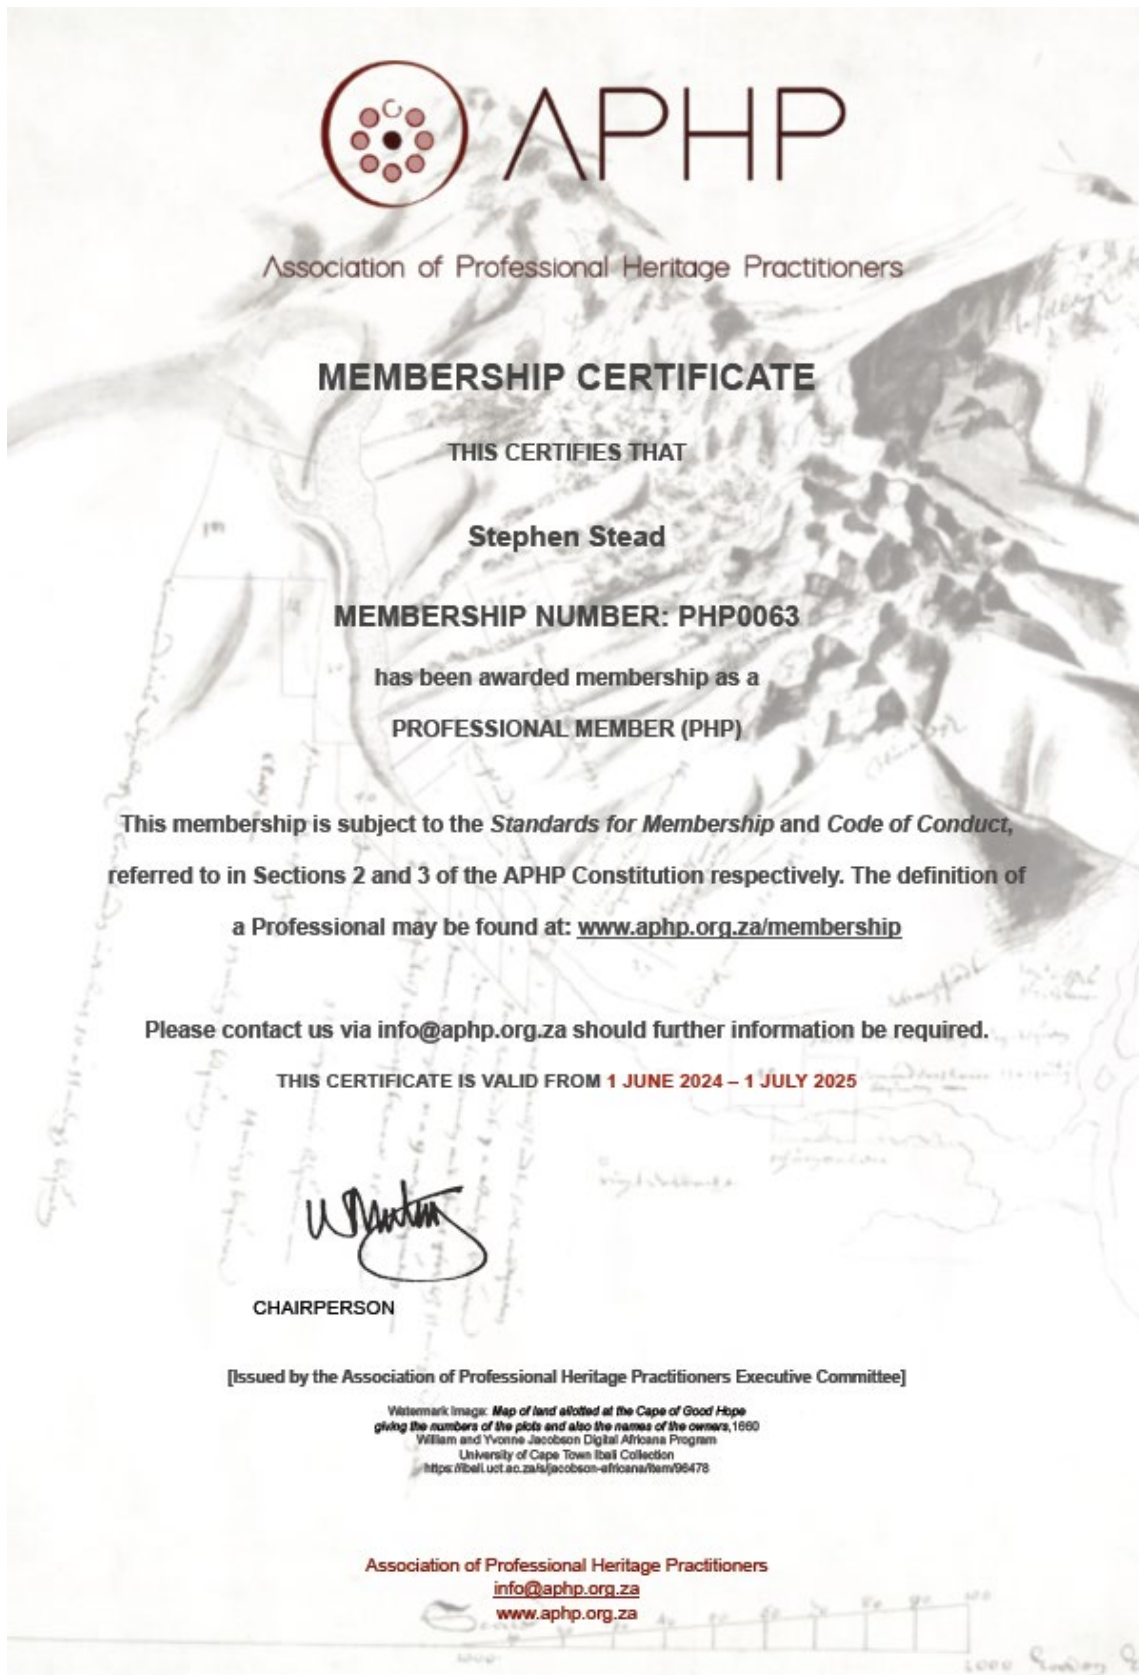 APHP
Association of Professional Heritage Practitioners
MEMBERSHIP CERTIFICATE
THIS CERTIFIES THAT
Stephen Stead
MEMBERSHIP NUMBER: PHP0063
has been awarded membership as a
PROFESSIONAL MEMBER (PHP)
This membership is subject to the Standards for Membership and Code of Conduct,
referred to in Sections 2 and 3 of the APHP Constitution respectively. The definition of
a Professional may be found at: www.aphp.org.za/membership
Please contact us via info@aphp.org.za should further information be required.
THIS CERTIFICATE IS VALID FROM 1 JUNE 2024 – 1 JULY 2025
CHAIRPERSON
[Issued by the Association of Professional Heritage Practitioners Executive Committee]
Watermark Image: Map of land allotted at the Cape of Good Hope
giving the numbers of the plots and also the names of the owners, 1660
William and Yvonne Jacobson Digital Africana Program
University of Cape Town Ibali Collection
https://ibali.uct.ac.za/s/jacobson-africana/item/96478
Association of Professional Heritage Practitioners
info@aphp.org.za
www.aphp.org.za